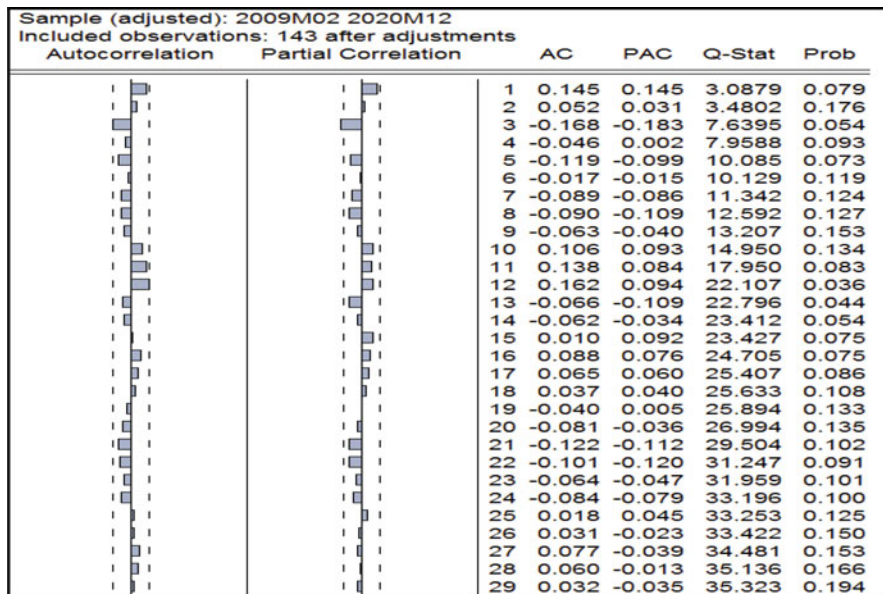 Sample (adjusted): 2009M02 2020M12
Included observations: 143 after adjustments
Autocorrelation Partial Correlation AC PAC Q-Stat Prob
1 0.145 0.145 3.0879 0.079
2 0.052 0.031 3.4802 0.176
3 -0.168 -0.183 7.6395 0.054
4 -0.046 0.002 7.9588 0.093
5 -0.119 -0.099 10.085 0.073
6 -0.017 -0.015 10.129 0.119
7 -0.089 -0.086 11.342 0.124
8 -0.090 -0.109 12.592 0.127
9 -0.063 -0.040 13.207 0.153
10 0.106 0.093 14.950 0.134
11 0.138 0.084 17.950 0.083
12 0.162 0.094 22.107 0.036
13 -0.066 -0.109 22.796 0.044
14 -0.062 -0.034 23.412 0.054
15 0.010 0.092 23.427 0.075
16 0.088 0.076 24.705 0.075
17 0.065 0.060 25.407 0.086
18 0.037 0.040 25.633 0.108
19 -0.040 0.005 25.894 0.133
20 -0.081 -0.036 26.994 0.135
21 -0.122 -0.112 29.504 0.102
22 -0.101 -0.120 31.247 0.091
23 -0.064 -0.047 31.959 0.101
24 -0.084 -0.079 33.196 0.100
25 0.018 0.045 33.253 0.125
26 0.031 -0.023 33.422 0.150
27 0.077 -0.039 34.481 0.153
28 0.060 -0.013 35.136 0.166
29 0.032 -0.035 35.323 0.194